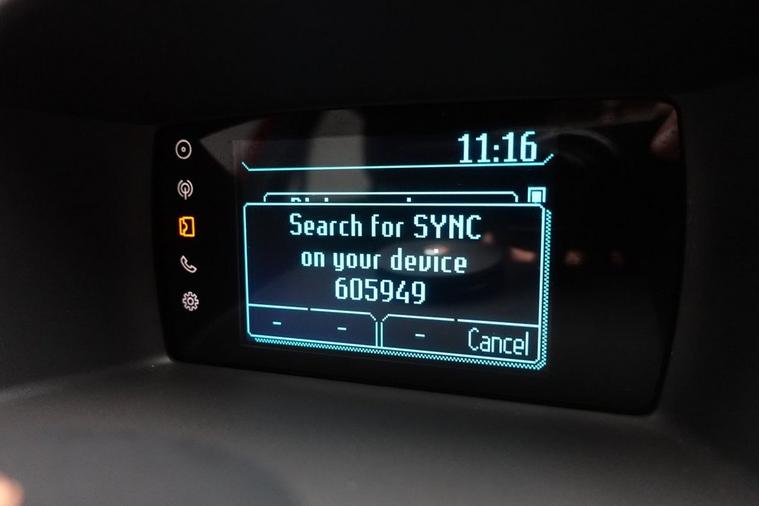 11:16
Search for SYNC
on your device
605949
- - - Cancel